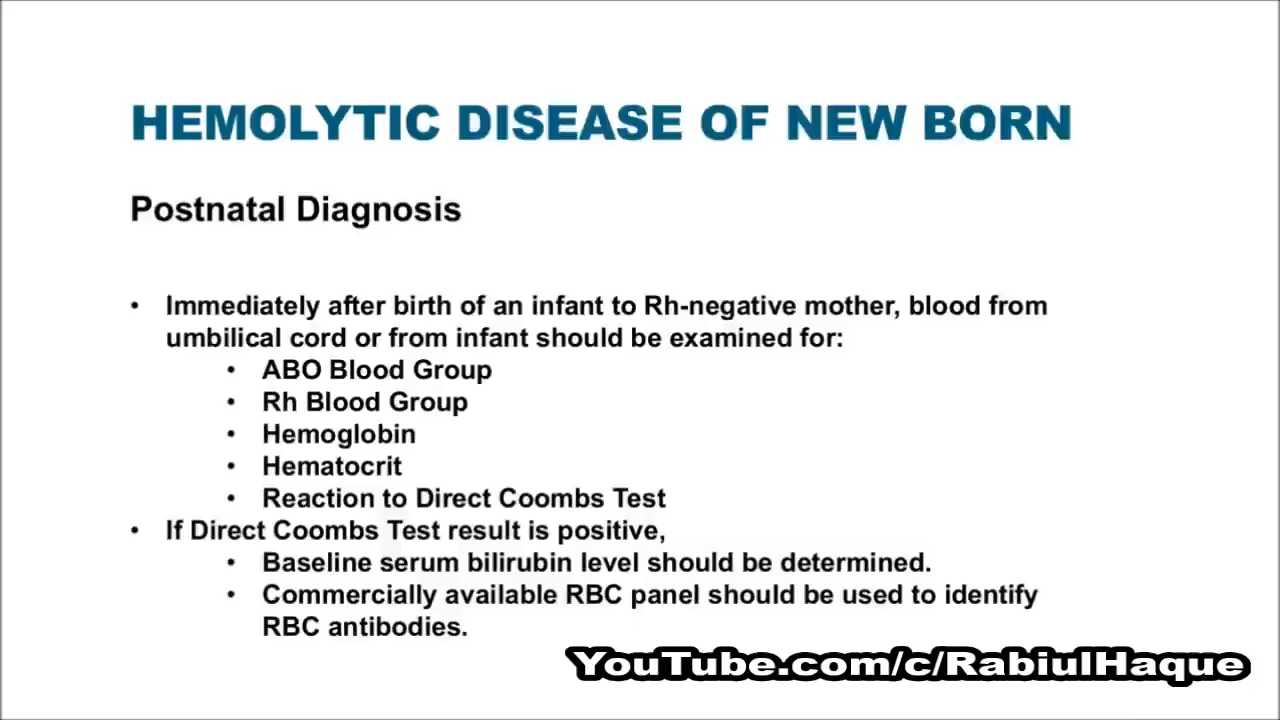 HEMOLYTIC DISEASE OF NEW BORN
Postnatal Diagnosis
• Immediately after birth of an infant to Rh-negative mother, blood from
umbilical cord or from infant should be examined for:
• ABO Blood Group
• Rh Blood Group
• Hemoglobin
• Hematocrit
• Reaction to Direct Coombs Test
• If Direct Coombs Test result is positive,
• Baseline serum bilirubin level should be determined.
• Commercially available RBC panel should be used to identify
RBC antibodies.
YouTube.com/c/RabiulHaque